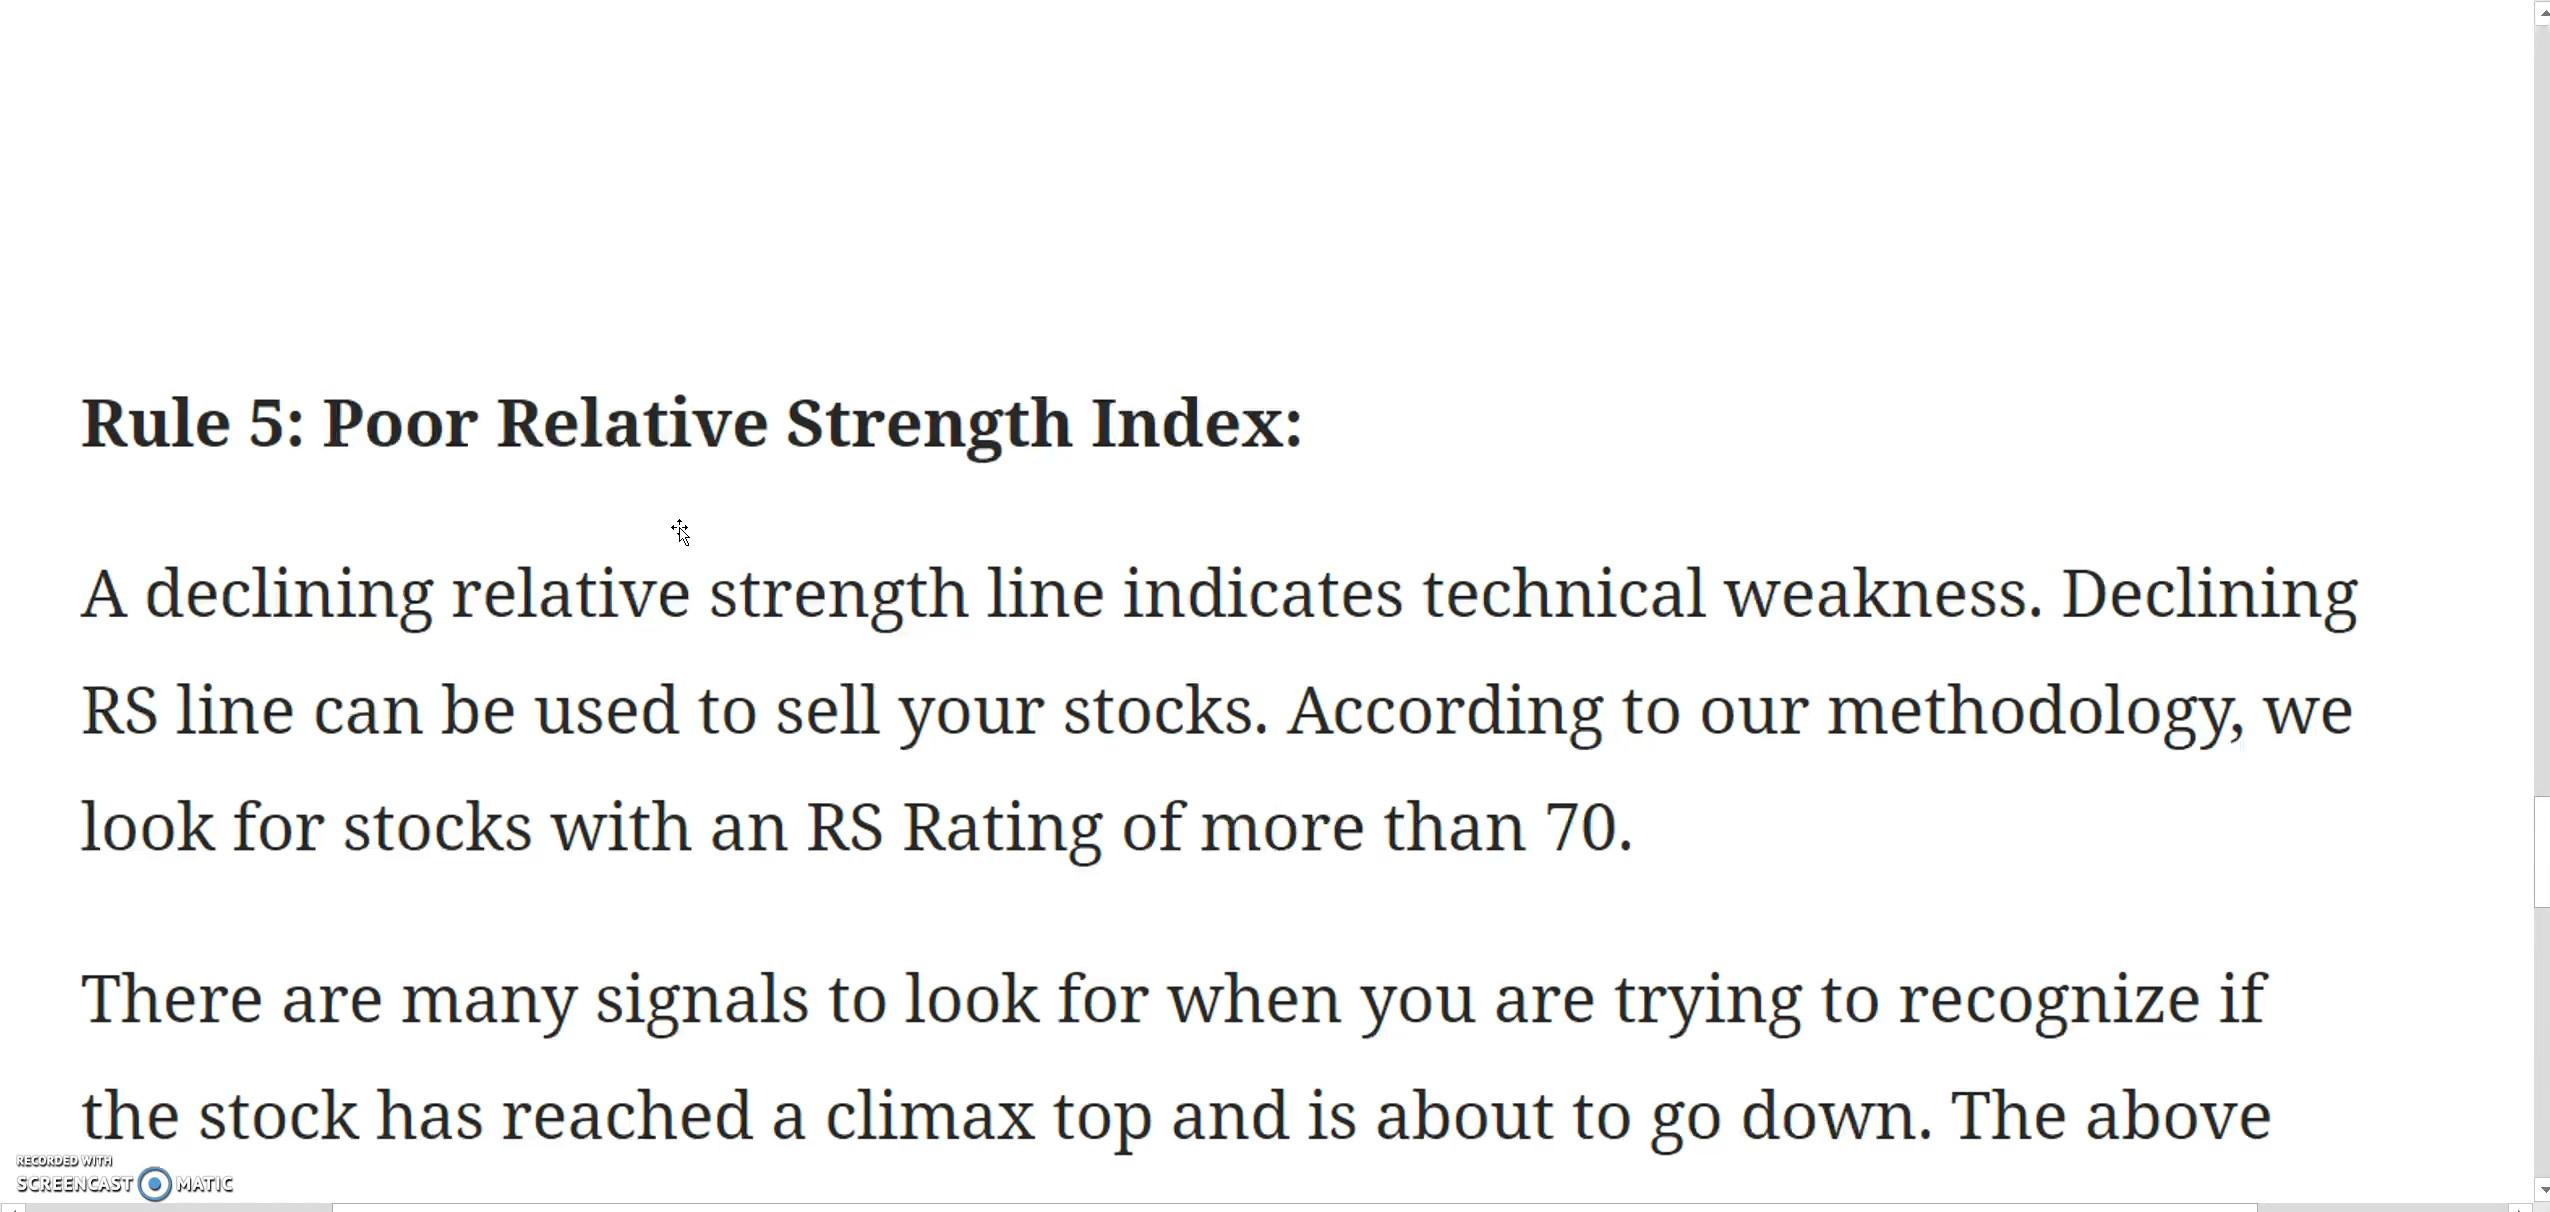 Rule 5: Poor Relative Strength Index:
A declining relative strength line indicates technical weakness. Declining
RS line can be used to sell your stocks. According to our methodology, we
look for stocks with an RS Rating of more than 70.
There are many signals to look for when you are trying to recognize if
the stock has reached a climax top and is about to go down. The above
RECORDED WITH
SCREENCAST MATIC